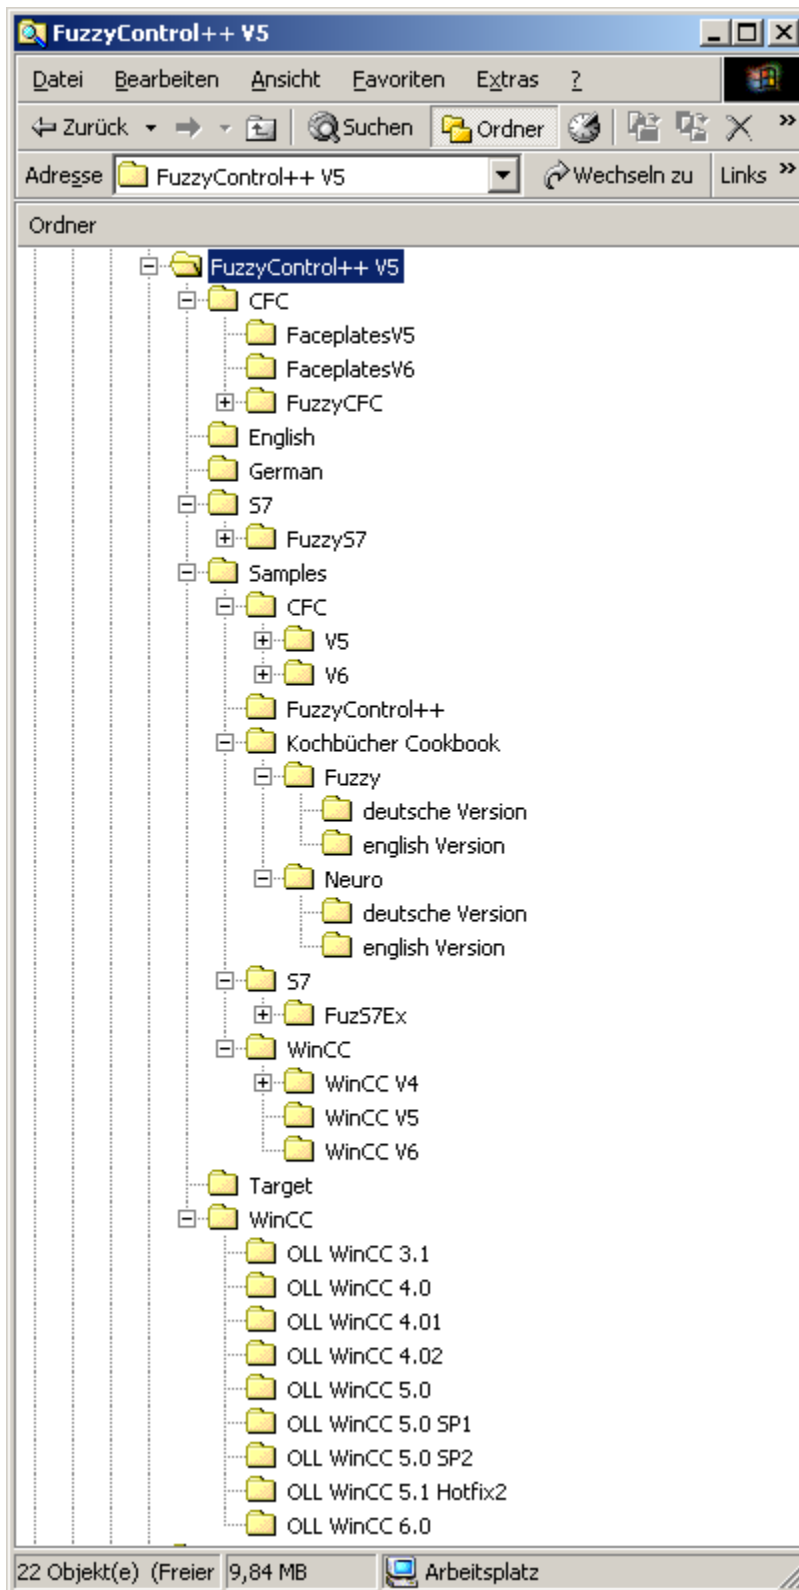 FuzzyControl++ V5
Datei Bearbeiten Ansicht Favoriten Extras ?
Zurück Suchen Ordner »
Adresse FuzzyControl++ V5 Wechseln zu Links »
Ordner
FuzzyControl++ V5
CFC
FaceplatesV5
FaceplatesV6
FuzzyCFC
English
German
S7
FuzzyS7
Samples
CFC
V5
V6
FuzzyControl++
Kochbücher Cookbook
Fuzzy
deutsche Version
english Version
Neuro
deutsche Version
english Version
S7
FuzS7Ex
WinCC
WinCC V4
WinCC V5
WinCC V6
Target
WinCC
OLL WinCC 3.1
OLL WinCC 4.0
OLL WinCC 4.01
OLL WinCC 4.02
OLL WinCC 5.0
OLL WinCC 5.0 SP1
OLL WinCC 5.0 SP2
OLL WinCC 5.1 Hotfix2
OLL WinCC 6.0
22 Objekt(e) (Freier 9,84 MB Arbeitsplatz